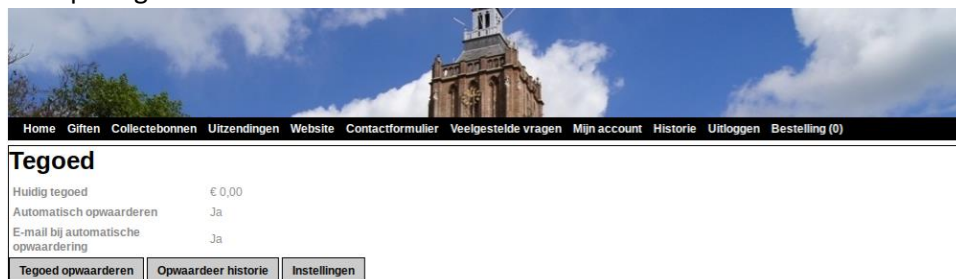 Home Giften Collectebonnen Uitzendingen Website Contactformulier Veelgestelde vragen Mijn account Historie Uitloggen Bestelling (0)
Tegoed
Huidig tegoed € 0,00
Automatisch opwaarderen Ja
E-mail bij automatische
opwaardering Ja
Tegoed opwaarderen Opwaardeer historie Instellingen